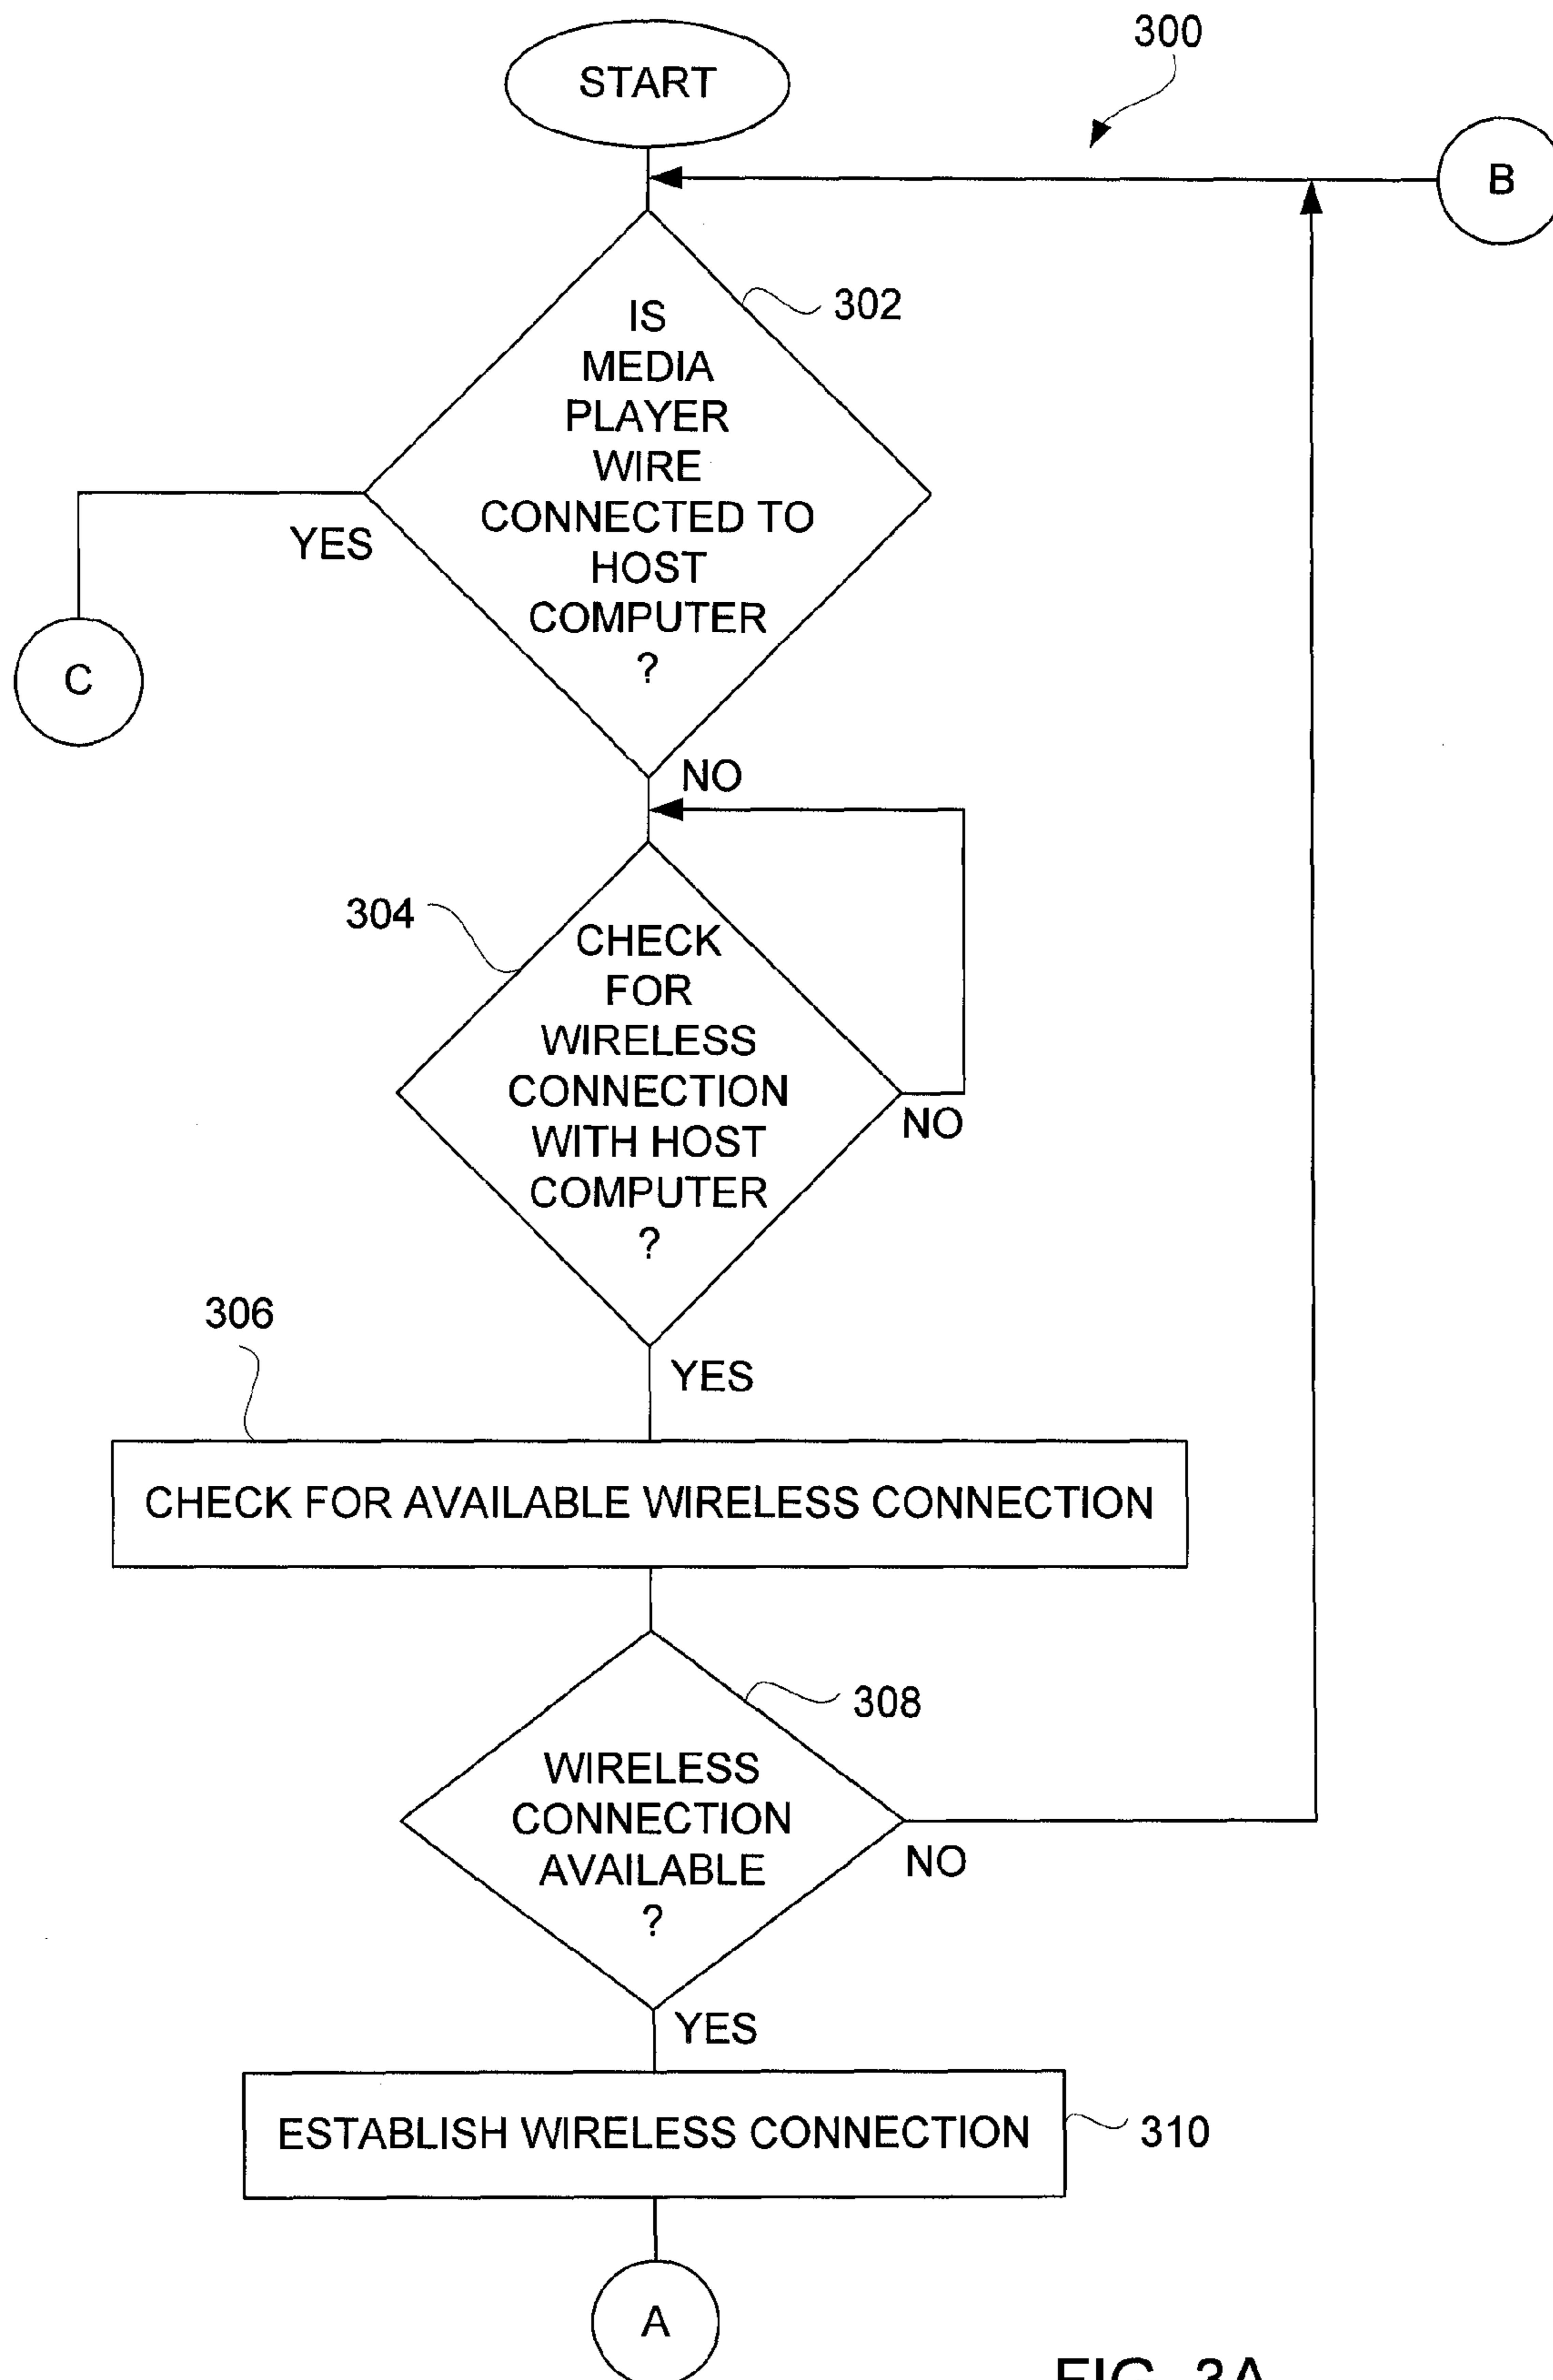 START
300
B
302
IS
MEDIA
PLAYER
WIRE
CONNECTED TO
HOST
COMPUTER
?
YES
C
NO
304
CHECK
FOR
WIRELESS
CONNECTION
WITH HOST
COMPUTER
?
NO
YES
306
CHECK FOR AVAILABLE WIRELESS CONNECTION
308
WIRELESS
CONNECTION
AVAILABLE
?
NO
YES
ESTABLISH WIRELESS CONNECTION
310
A
FIG. 3A